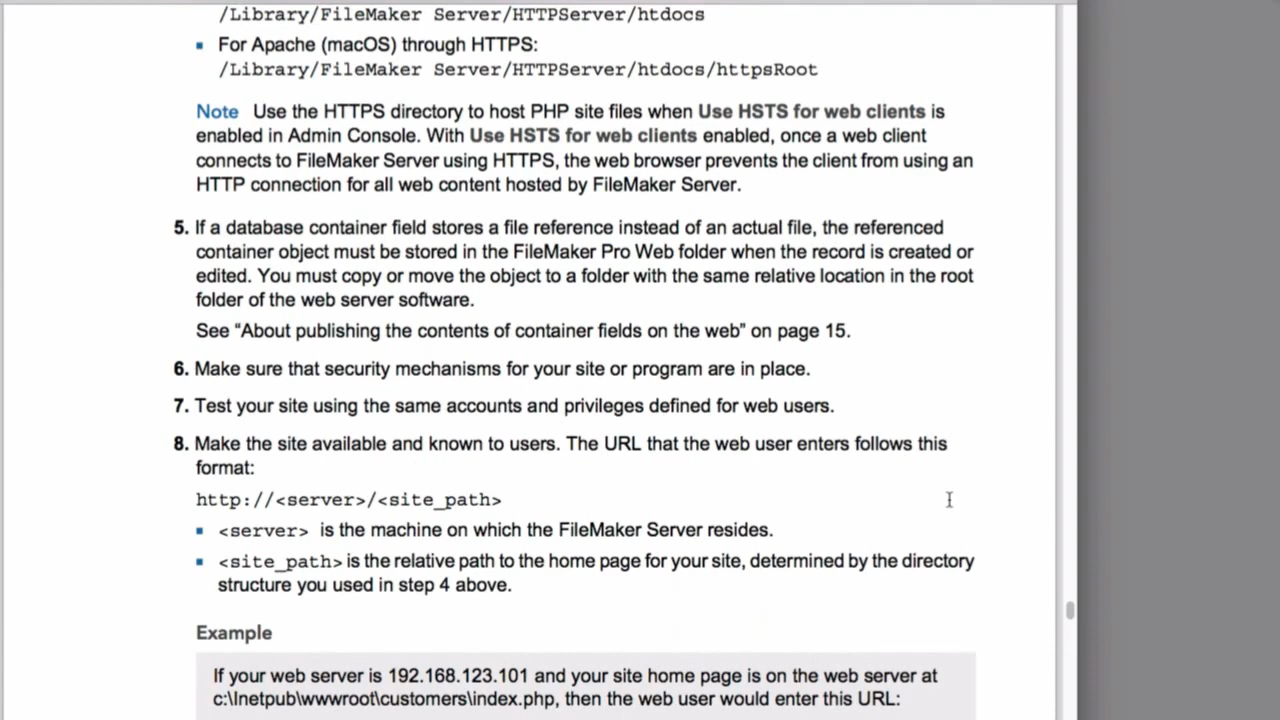 /Library/FileMaker Server/HTTPServer/htdocs
▪ For Apache (macOS) through HTTPS:
/Library/FileMaker Server/HTTPServer/htdocs/httpsRoot
Note Use the HTTPS directory to host PHP site files when Use HSTS for web clients is
enabled in Admin Console. With Use HSTS for web clients enabled, once a web client
connects to FileMaker Server using HTTPS, the web browser prevents the client from using an
HTTP connection for all web content hosted by FileMaker Server.
5. If a database container field stores a file reference instead of an actual file, the referenced
container object must be stored in the FileMaker Pro Web folder when the record is created or
edited. You must copy or move the object to a folder with the same relative location in the root
folder of the web server software.
See “About publishing the contents of container fields on the web” on page 15.
6. Make sure that security mechanisms for your site or program are in place.
7. Test your site using the same accounts and privileges defined for web users.
8. Make the site available and known to users. The URL that the web user enters follows this
format:
http://<server>/<site_path>
▪ <server> is the machine on which the FileMaker Server resides.
▪ <site_path> is the relative path to the home page for your site, determined by the directory
structure you used in step 4 above.
Example
If your web server is 192.168.123.101 and your site home page is on the web server at
c:\Inetpub\wwwroot\customers\index.php, then the web user would enter this URL: